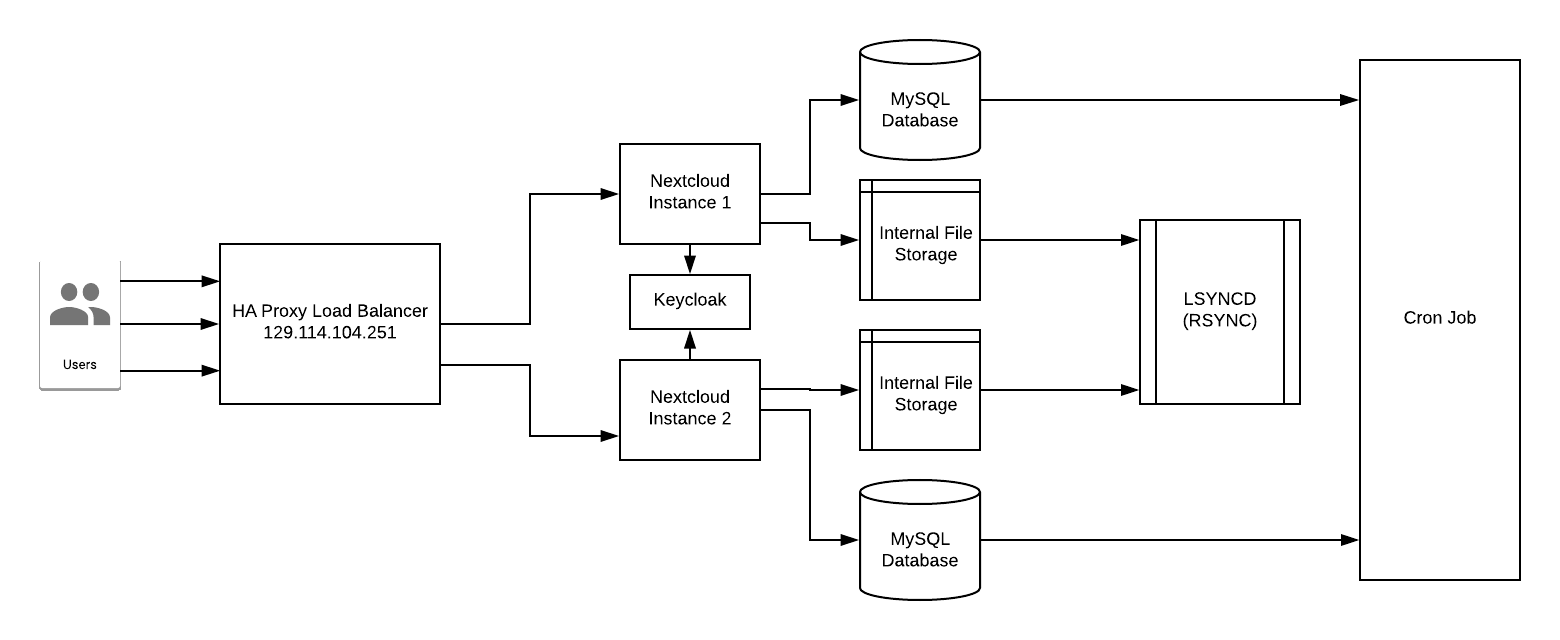 Users
HA Proxy Load Balancer
129.114.104.251
Nextcloud
Instance 1
Keycloak
Nextcloud
Instance 2
MySQL
Database
Internal File
Storage
Internal File
Storage
MySQL
Database
LSYNCD
(RSYNC)
Cron Job